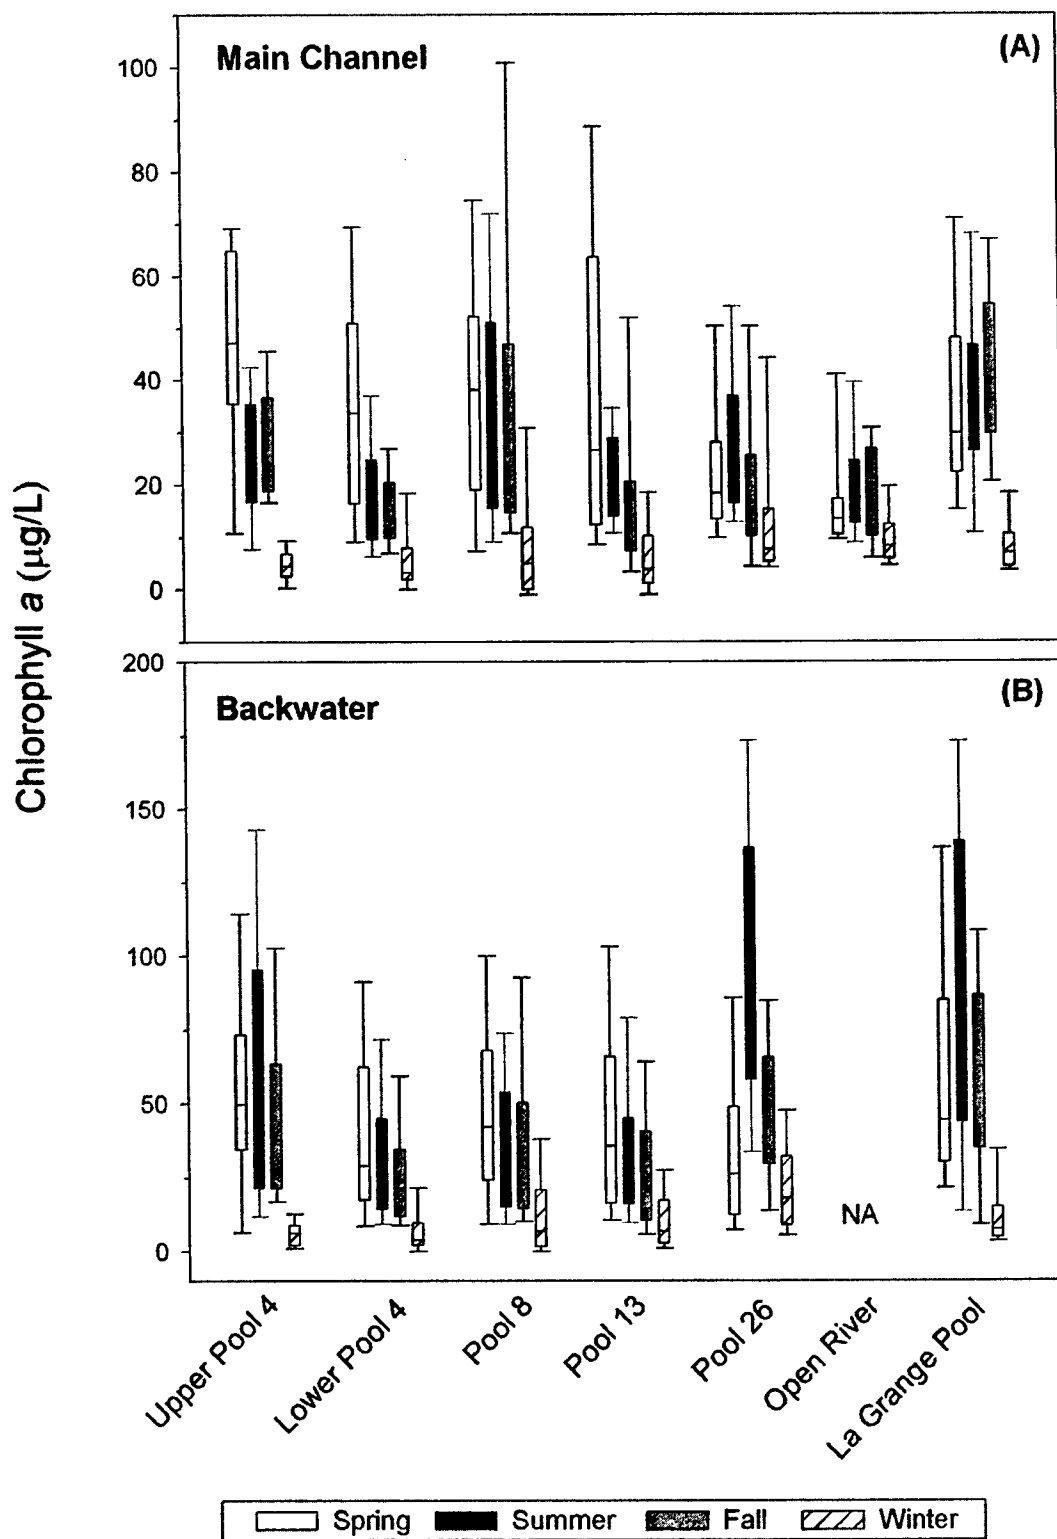 Main Channel
(A)
100
80
60
40
20
0
Chlorophyll a (µg/L)
Backwater
(B)
200
150
100
50
0
NA
Upper Pool 4
Lower Pool 4
Pool 8
Pool 13
Pool 26
Open River
La Grange Pool
Spring Summer Fall Winter